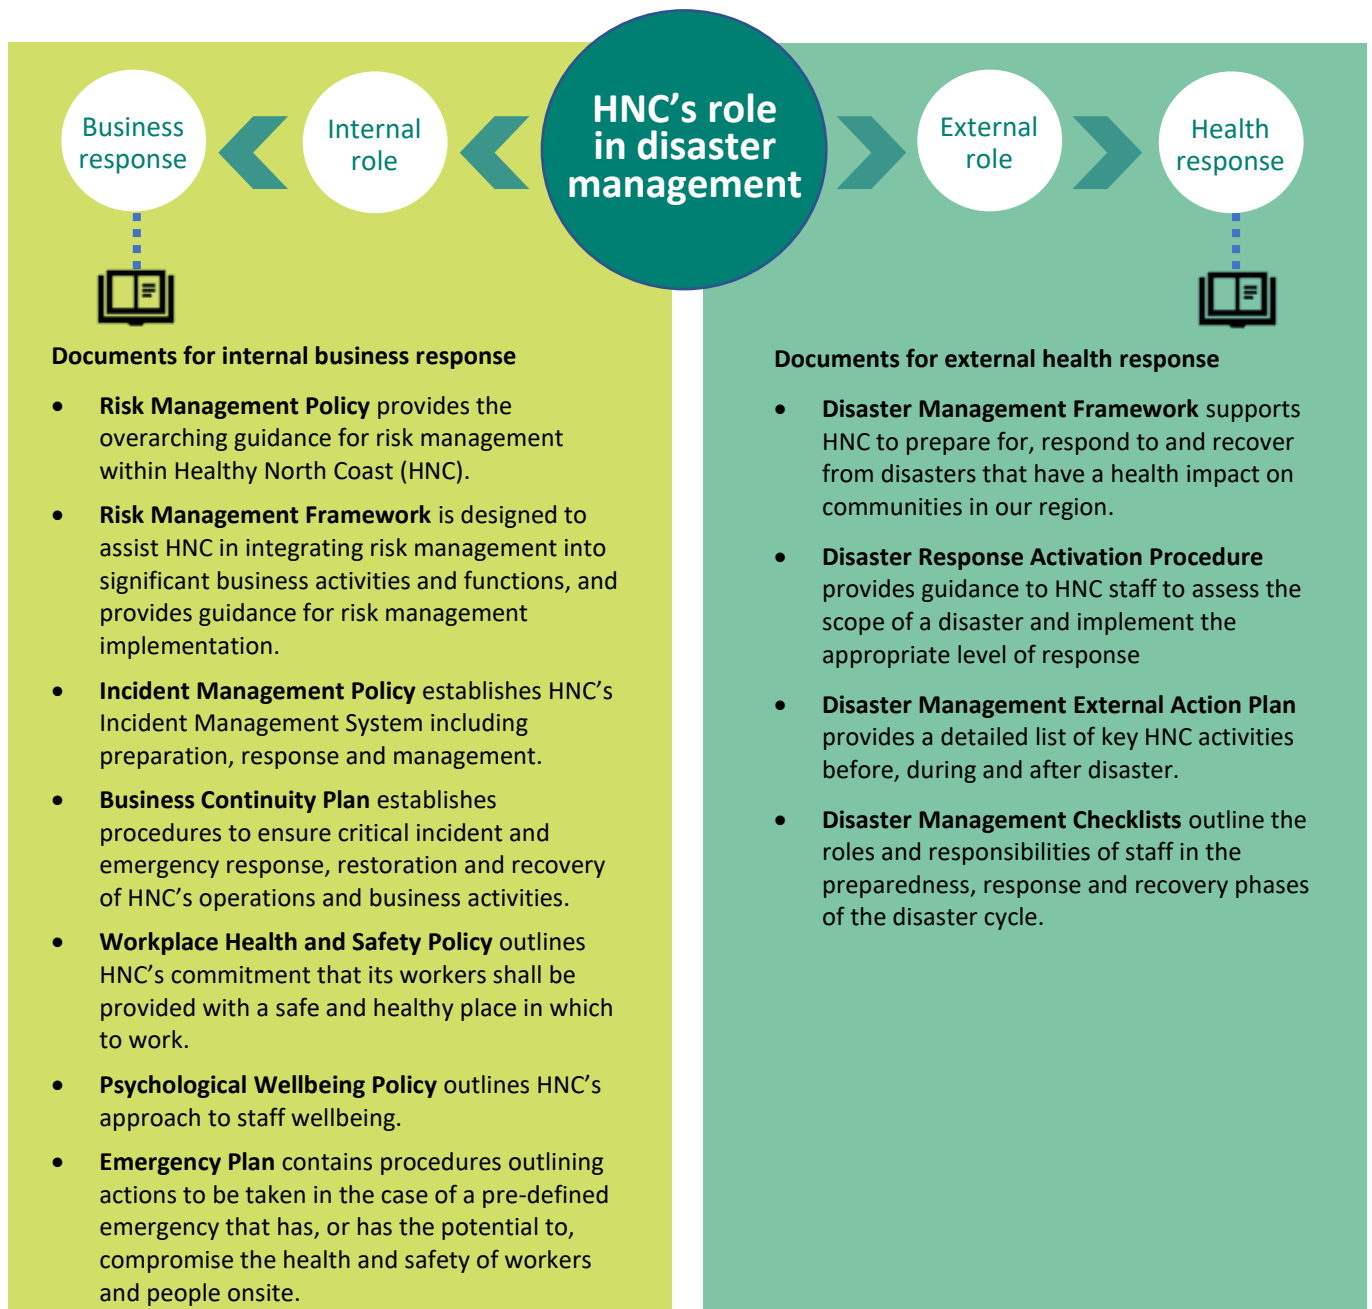 HNC’s role
in disaster
management
Business
response
Internal
role
External
role
Health
response
Documents for internal business response
• Risk Management Policy provides the
overarching guidance for risk management
within Healthy North Coast (HNC).
• Risk Management Framework is designed to
assist HNC in integrating risk management into
significant business activities and functions, and
provides guidance for risk management
implementation.
• Incident Management Policy establishes HNC’s
Incident Management System including
preparation, response and management.
• Business Continuity Plan establishes
procedures to ensure critical incident and
emergency response, restoration and recovery
of HNC’s operations and business activities.
• Workplace Health and Safety Policy outlines
HNC’s commitment that its workers shall be
provided with a safe and healthy place in which
to work.
• Psychological Wellbeing Policy outlines HNC’s
approach to staff wellbeing.
• Emergency Plan contains procedures outlining
actions to be taken in the case of a pre-defined
emergency that has, or has the potential to,
compromise the health and safety of workers
and people onsite.
Documents for external health response
• Disaster Management Framework supports
HNC to prepare for, respond to and recover
from disasters that have a health impact on
communities in our region.
• Disaster Response Activation Procedure
provides guidance to HNC staff to assess the
scope of a disaster and implement the
appropriate level of response
• Disaster Management External Action Plan
provides a detailed list of key HNC activities
before, during and after disaster.
• Disaster Management Checklists outline the
roles and responsibilities of staff in the
preparedness, response and recovery phases
of the disaster cycle.